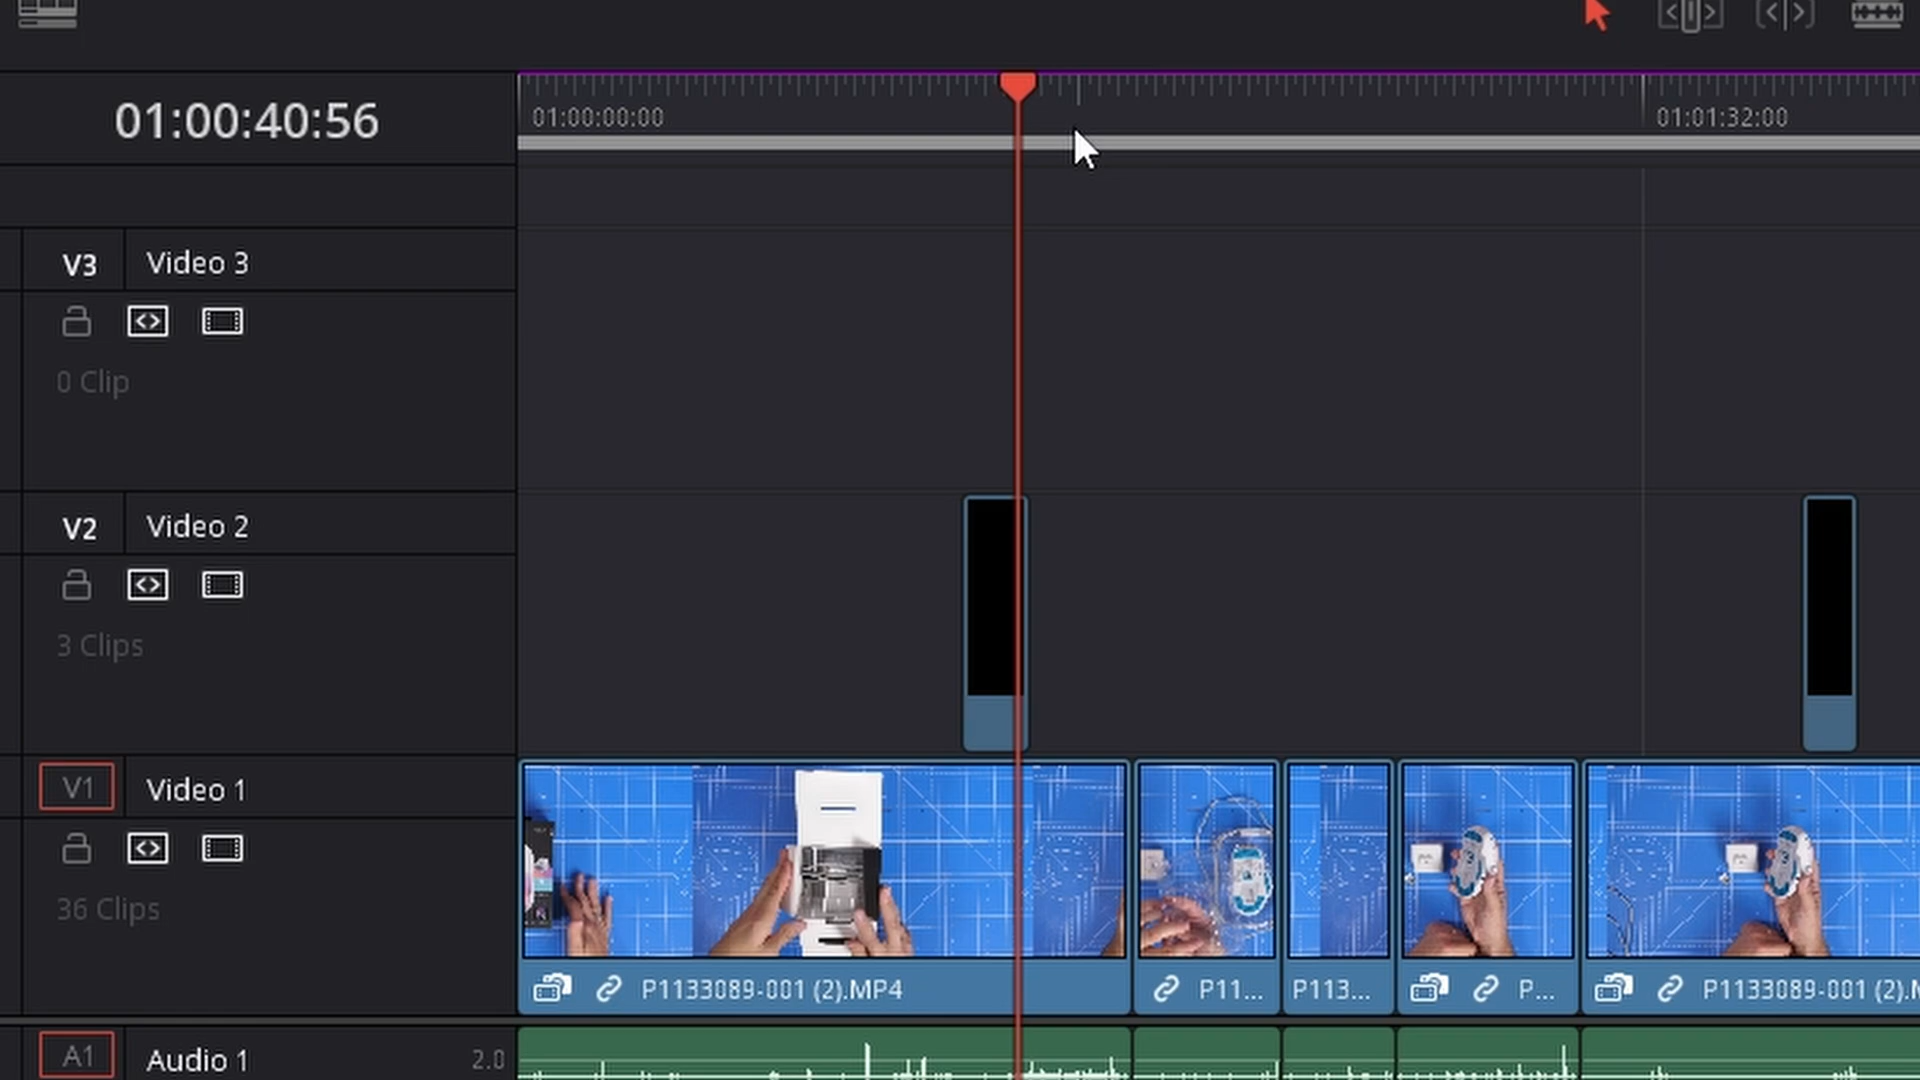 01:00:40:56
01:00:00:00
01:01:32:00
V3 Video 3
0 Clip
V2 Video 2
3 Clips
V1 Video 1
36 Clips
P1133089-001 (2).MP4
P11...
P113...
P...
P1133089-001 (2).M
A1 Audio 1 2.0